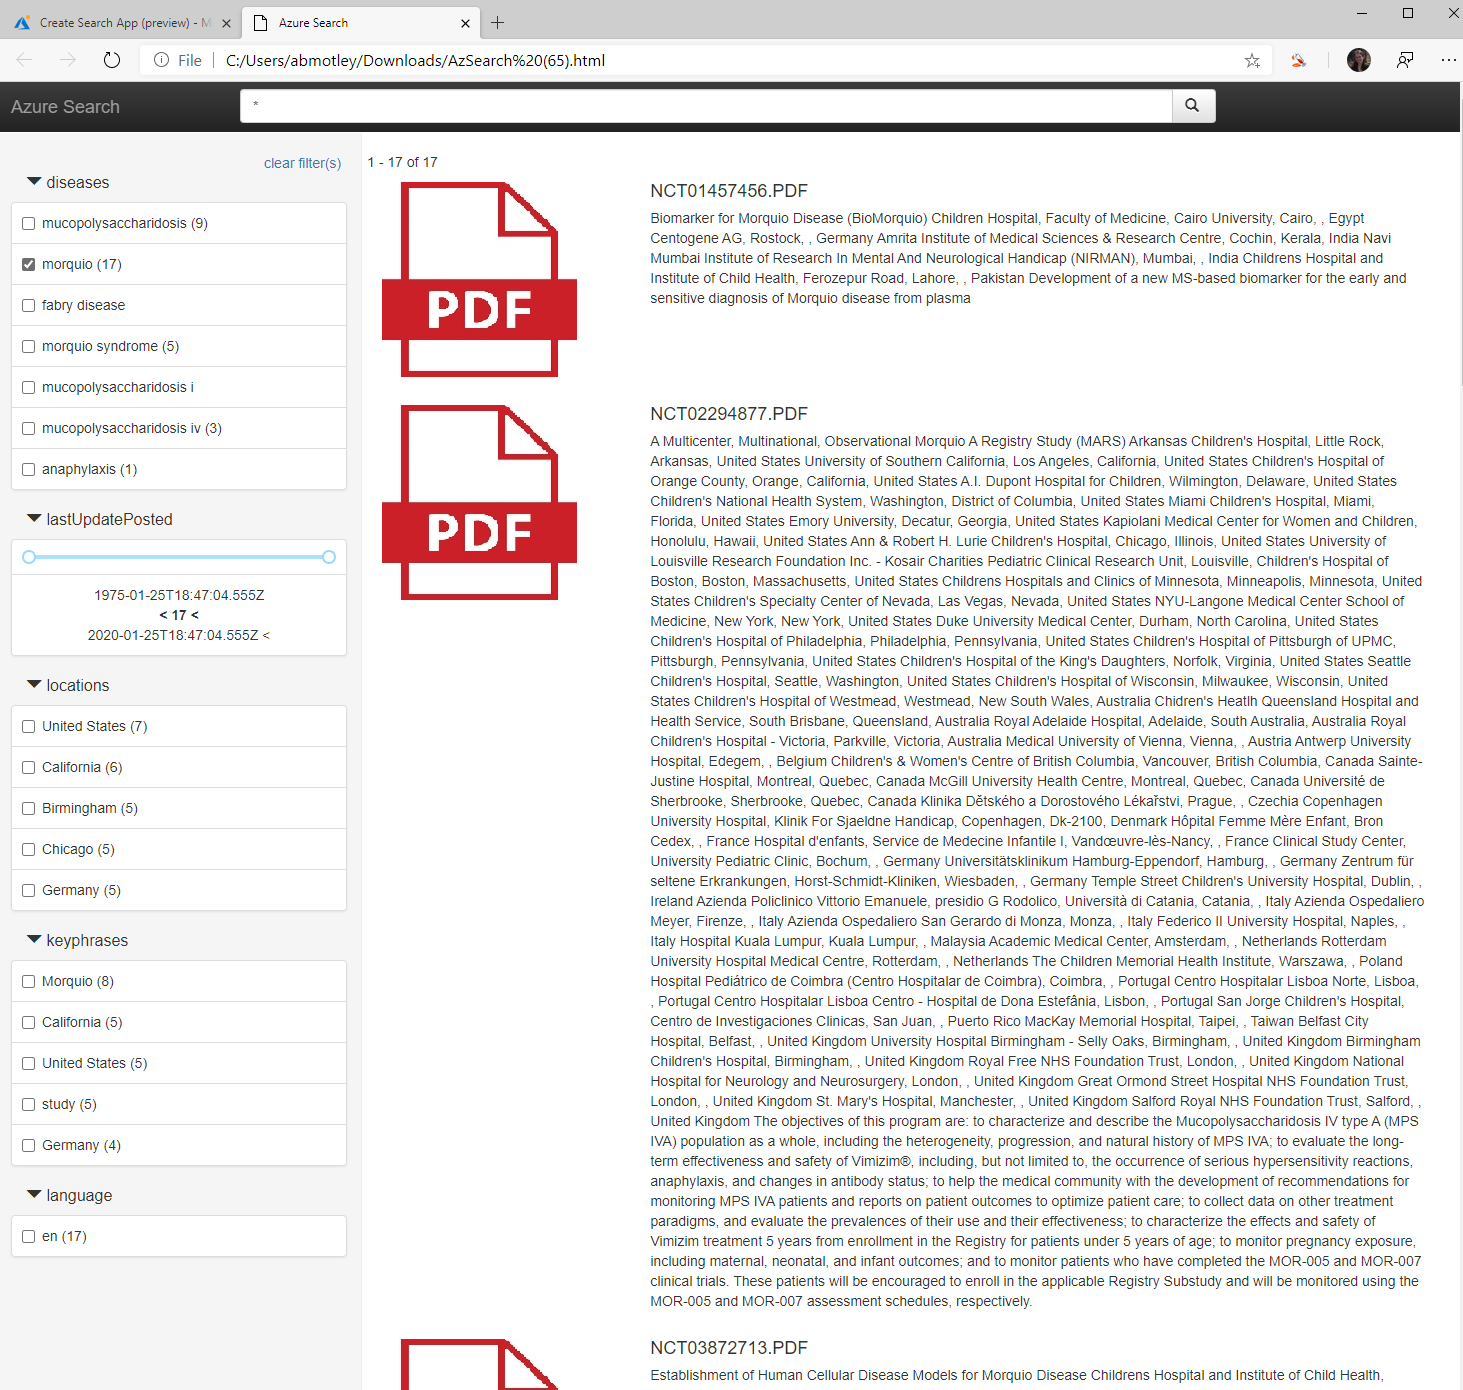 Create Search App (preview) - M
Azure Search
File
C:/Users/abmotley/Downloads/AzSearch%20(65).html
Azure Search
*
clear filter(s)
diseases
mucopolysaccharidosis (9)
morquio (17)
fabry disease
morquio syndrome (5)
mucopolysaccharidosis i
mucopolysaccharidosis iv (3)
anaphylaxis (1)
lastUpdatePosted
1975-01-25T18:47:04.555Z
< 17 <
2020-01-25T18:47:04.555Z <
locations
United States (7)
California (6)
Birmingham (5)
Chicago (5)
Germany (5)
keyphrases
Morquio (8)
California (5)
United States (5)
study (5)
Germany (4)
language
en (17)
1 - 17 of 17
PDF
NCT01457456.PDF
Biomarker for Morquio Disease (BioMorquio) Children Hospital, Faculty of Medicine, Cairo University, Cairo, , Egypt
Centogene AG, Rostock, , Germany Amrita Institute of Medical Sciences & Research Centre, Cochin, Kerala, India Navi
Mumbai Institute of Research In Mental And Neurological Handicap (NIRMAN), Mumbai, , India Childrens Hospital and
Institute of Child Health, Ferozepur Road, Lahore, , Pakistan Development of a new MS-based biomarker for the early and
sensitive diagnosis of Morquio disease from plasma
PDF
NCT02294877.PDF
A Multicenter, Multinational, Observational Morquio A Registry Study (MARS) Arkansas Children's Hospital, Little Rock,
Arkansas, United States University of Southern California, Los Angeles, California, United States Children's Hospital of
Orange County, Orange, California, United States A.I. Dupont Hospital for Children, Wilmington, Delaware, United States
Children's National Health System, Washington, District of Columbia, United States Miami Children's Hospital, Miami,
Florida, United States Emory University, Decatur, Georgia, United States Kapiolani Medical Center for Women and Children,
Honolulu, Hawaii, United States Ann & Robert H. Lurie Children's Hospital, Chicago, Illinois, United States University of
Louisville Research Foundation Inc. - Kosair Charities Pediatric Clinical Research Unit, Louisville, Children's Hospital of
Boston, Boston, Massachusetts, United States Childrens Hospitals and Clinics of Minnesota, Minneapolis, Minnesota, United
States Children's Specialty Center of Nevada, Las Vegas, Nevada, United States NYU-Langone Medical Center School of
Medicine, New York, New York, United States Duke University Medical Center, Durham, North Carolina, United States
Children's Hospital of Philadelphia, Philadelphia, Pennsylvania, United States Children's Hospital of Pittsburgh of UPMC,
Pittsburgh, Pennsylvania, United States Children's Hospital of the King's Daughters, Norfolk, Virginia, United States Seattle
Children's Hospital, Seattle, Washington, United States Children's Hospital of Wisconsin, Milwaukee, Wisconsin, United
States Children's Hospital of Westmead, Westmead, New South Wales, Australia Chidren's Heatlh Queensland Hospital and
Health Service, South Brisbane, Queensland, Australia Royal Adelaide Hospital, Adelaide, South Australia, Australia Royal
Children's Hospital - Victoria, Parkville, Victoria, Australia Medical University of Vienna, Vienna, , Austria Antwerp University
Hospital, Edegem, , Belgium Children's & Women's Centre of British Columbia, Vancouver, British Columbia, Canada Sainte-
Justine Hospital, Montreal, Quebec, Canada McGill University Health Centre, Montreal, Quebec, Canada Université de
Sherbrooke, Sherbrooke, Quebec, Canada Klinika Dětského a Dorostového Lékařstvi, Prague, , Czechia Copenhagen
University Hospital, Klinik For Sjaeldne Handicap, Copenhagen, Dk-2100, Denmark Hôpital Femme Mère Enfant, Bron
Cedex, , France Hospital d'enfants, Service de Medecine Infantile I, Vandœuvre-lès-Nancy, , France Clinical Study Center,
University Pediatric Clinic, Bochum, , Germany Universitätsklinikum Hamburg-Eppendorf, Hamburg, , Germany Zentrum für
seltene Erkrankungen, Horst-Schmidt-Kliniken, Wiesbaden, , Germany Temple Street Children's University Hospital, Dublin, ,
Ireland Azienda Policlinico Vittorio Emanuele, presidio G Rodolico, Università di Catania, Catania, , Italy Azienda Ospedaliero
Meyer, Firenze, , Italy Azienda Ospedaliero San Gerardo di Monza, Monza, , Italy Federico II University Hospital, Naples, ,
Italy Hospital Kuala Lumpur, Kuala Lumpur, , Malaysia Academic Medical Center, Amsterdam, , Netherlands Rotterdam
University Hospital Medical Centre, Rotterdam, , Netherlands The Children Memorial Health Institute, Warszawa, , Poland
Hospital Pediátrico de Coimbra (Centro Hospitalar de Coimbra), Coimbra, , Portugal Centro Hospitalar Lisboa Norte, Lisboa,
, Portugal Centro Hospitalar Lisboa Centro - Hospital de Dona Estefânia, Lisbon, , Portugal San Jorge Children's Hospital,
Centro de Investigaciones Clinicas, San Juan, , Puerto Rico MacKay Memorial Hospital, Taipei, , Taiwan Belfast City
Hospital, Belfast, , United Kingdom University Hospital Birmingham - Selly Oaks, Birmingham, , United Kingdom Birmingham
Children's Hospital, Birmingham, , United Kingdom Royal Free NHS Foundation Trust, London, , United Kingdom National
Hospital for Neurology and Neurosurgery, London, , United Kingdom Great Ormond Street Hospital NHS Foundation Trust,
London, , United Kingdom St. Mary's Hospital, Manchester, , United Kingdom Salford Royal NHS Foundation Trust, Salford, ,
United Kingdom The objectives of this program are: to characterize and describe the Mucopolysaccharidosis IV type A (MPS
IVA) population as a whole, including the heterogeneity, progression, and natural history of MPS IVA; to evaluate the long-
term effectiveness and safety of Vimizim®, including, but not limited to, the occurrence of serious hypersensitivity reactions,
anaphylaxis, and changes in antibody status; to help the medical community with the development of recommendations for
monitoring MPS IVA patients and reports on patient outcomes to optimize patient care; to collect data on other treatment
paradigms, and evaluate the prevalences of their use and their effectiveness; to characterize the effects and safety of
Vimizim treatment 5 years from enrollment in the Registry for patients under 5 years of age; to monitor pregnancy exposure,
including maternal, neonatal, and infant outcomes; and to monitor patients who have completed the MOR-005 and MOR-007
clinical trials. These patients will be encouraged to enroll in the applicable Registry Substudy and will be monitored using the
MOR-005 and MOR-007 assessment schedules, respectively.
NCT03872713.PDF
Establishment of Human Cellular Disease Models for Morquio Disease Childrens Hospital and Institute of Child Health,